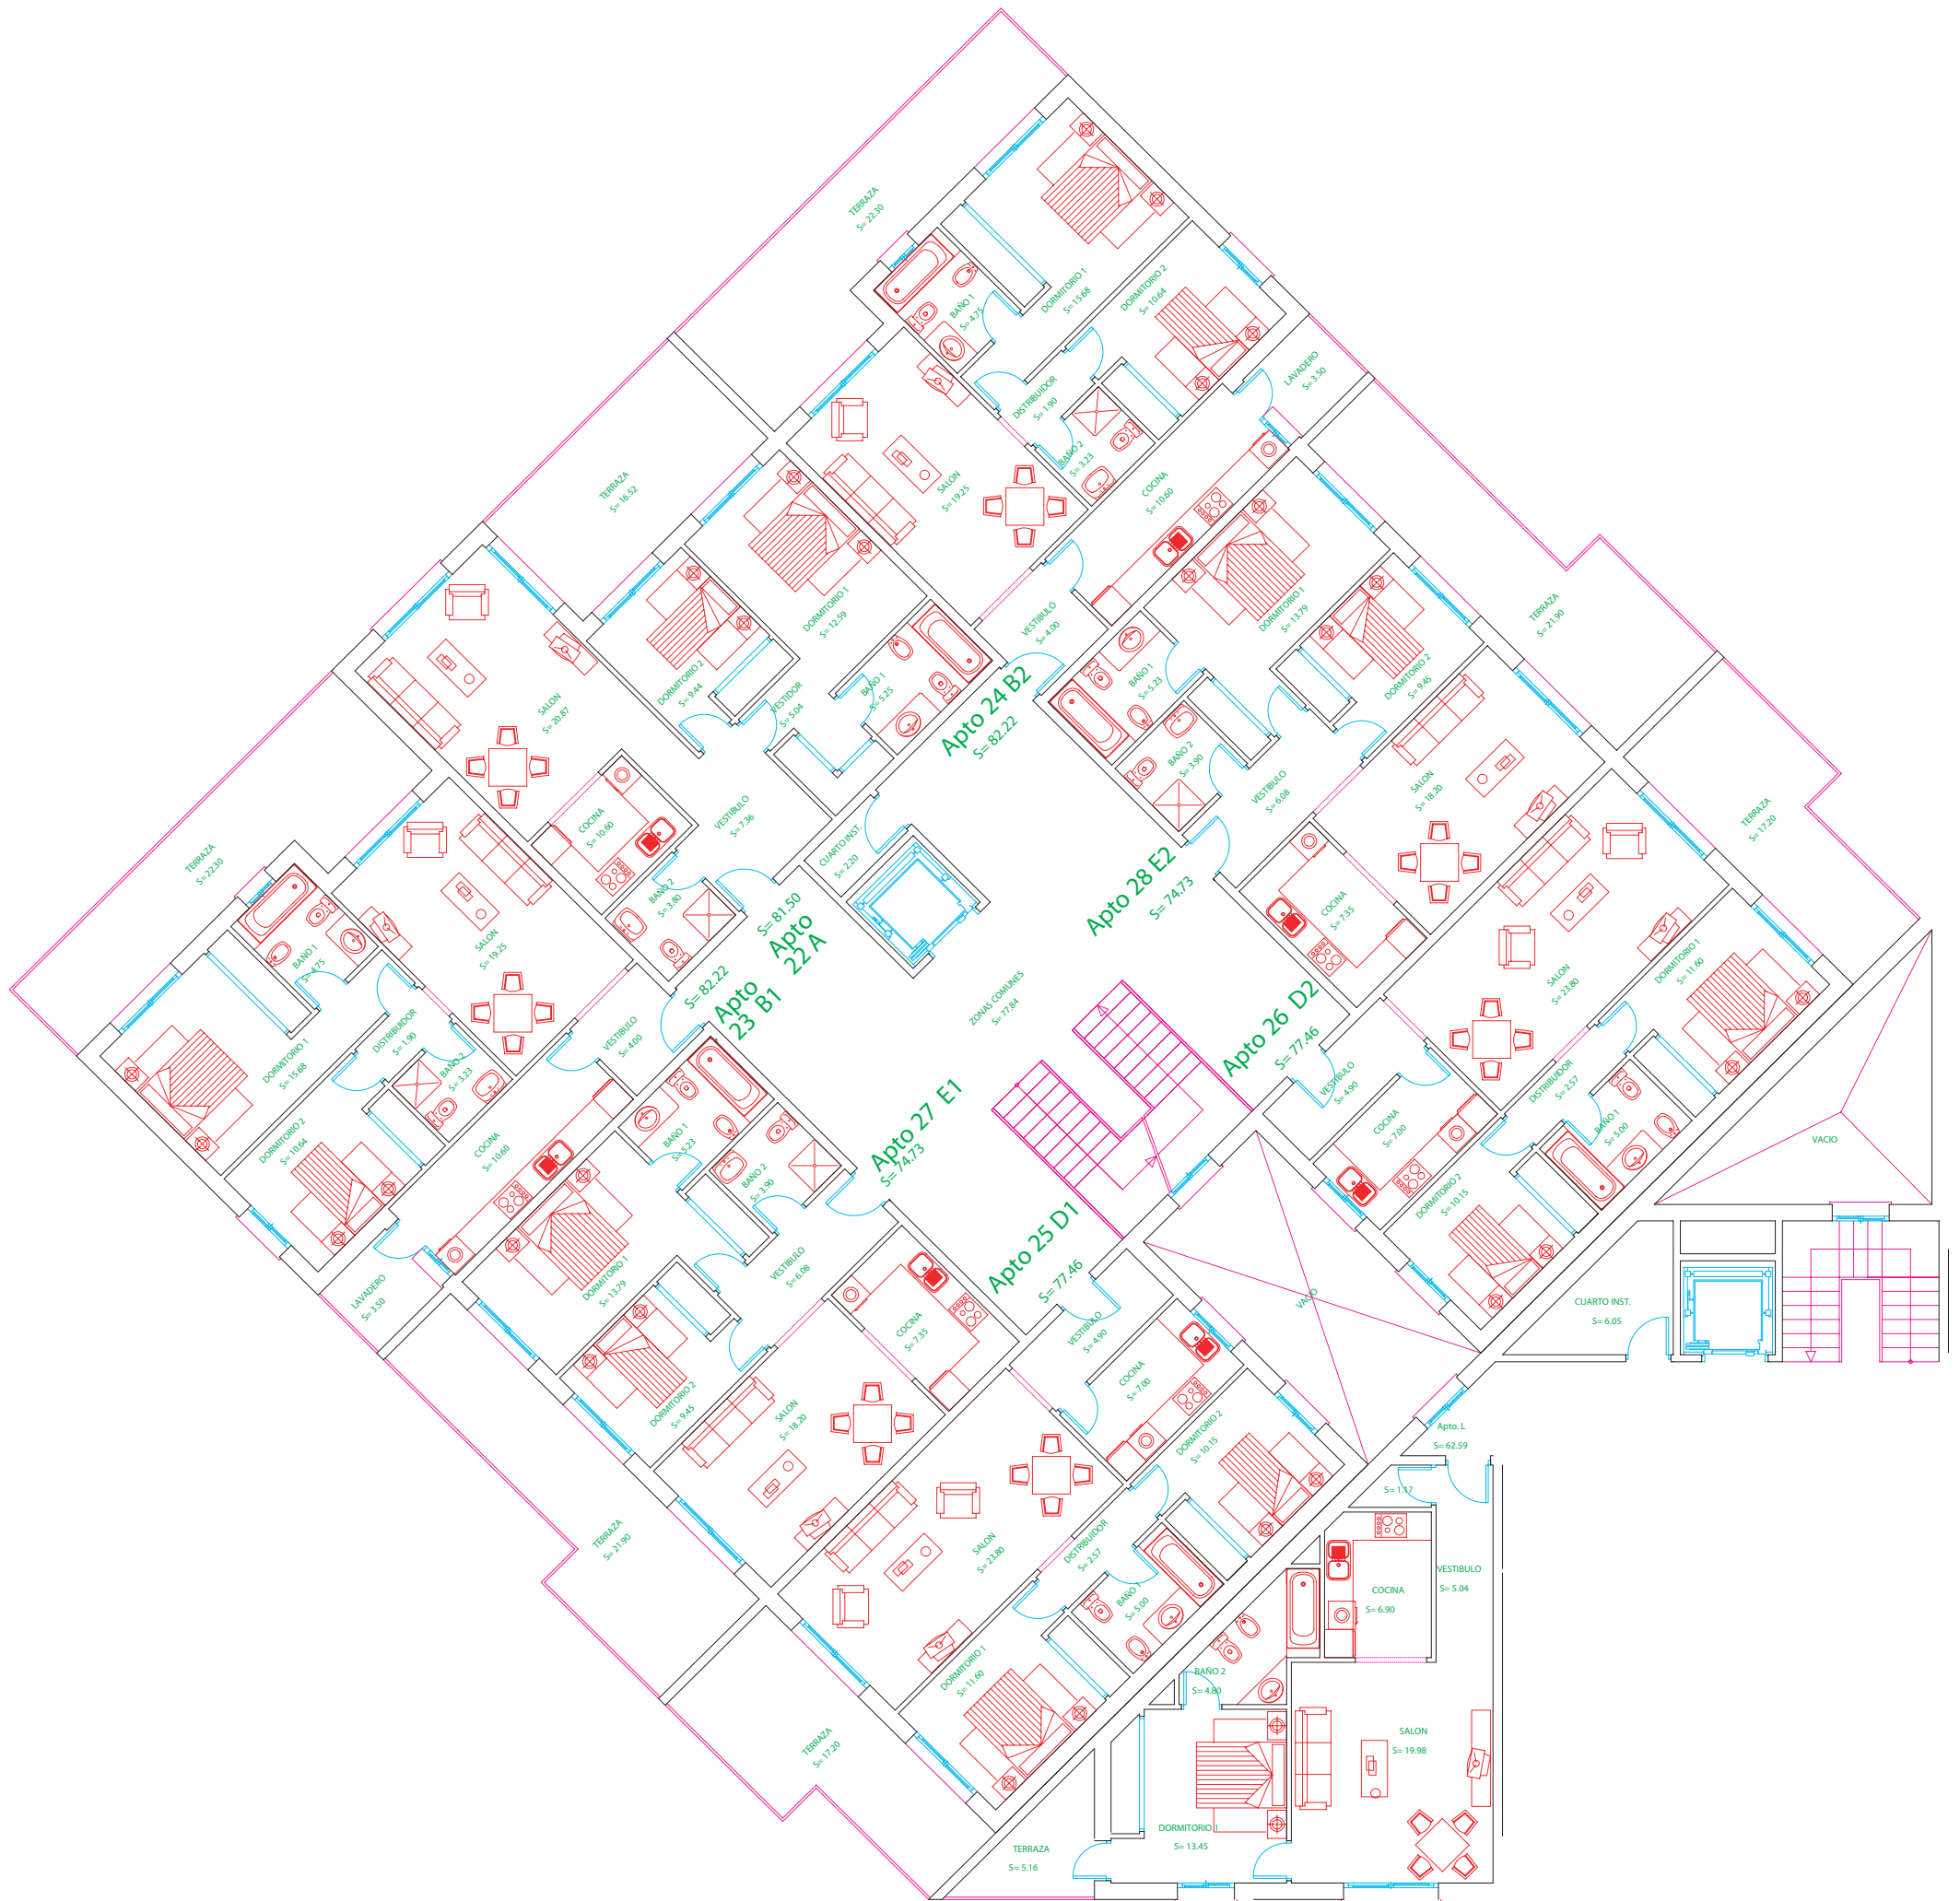 TERRAZA
S= 22.30
DORMITORIO 1
S= 15.68
DORMITORIO 2
S= 10.64
BAÑO 1
S= 4.75
DISTRIBUIDOR
S= 1.90
BAÑO 2
S= 3.23
LAVADERO
S= 3.50
SALON
S= 19.25
COCINA
S= 10.60
VESTIBULO
S= 4.00
Apto 24 B2
S= 82.22
TERRAZA
S= 16.52
DORMITORIO 1
S= 12.59
DORMITORIO 2
S= 9.44
VESTIDOR
S= 5.04
BAÑO 1
S= 5.25
SALON
S= 20.87
COCINA
S= 10.60
VESTIBULO
S= 7.36
BAÑO 2
S= 3.80
CUARTO INST.
S= 2.20
S= 81.50
Apto
22 A
DORMITORIO 1
S= 13.79
DORMITORIO 2
S= 9.45
BAÑO 1
S= 5.23
BAÑO 2
S= 3.90
VESTIBULO
S= 6.08
SALON
S= 18.20
COCINA
S= 7.35
TERRAZA
S= 21.90
Apto 28 E2
S= 74.73
TERRAZA
S= 17.20
SALON
S= 23.80
DORMITORIO 1
S= 11.60
DISTRIBUIDOR
S= 2.57
BAÑO 1
S= 5.00
VESTIBULO
S= 4.90
COCINA
S= 7.00
DORMITORIO 2
S= 10.15
Apto 26 D2
S= 77.46
ZONAS COMUNES
S= 77.84
TERRAZA
S= 22.30
SALON
S= 19.25
BAÑO 1
S= 4.75
DISTRIBUIDOR
S= 1.90
DORMITORIO 1
S= 15.68
DORMITORIO 2
S= 10.64
BAÑO 2
S= 3.23
COCINA
S= 10.60
VESTIBULO
S= 4.00
LAVADERO
S= 3.50
S= 82.22
Apto
23 B1
BAÑO 1
S= 5.23
BAÑO 2
S= 3.90
DORMITORIO 1
S= 13.79
DORMITORIO 2
S= 9.45
VESTIBULO
S= 6.08
COCINA
S= 7.35
SALON
S= 18.20
TERRAZA
S= 21.90
Apto 27 E1
S= 74.73
Apto 25 D1
S= 77.46
VESTIBULO
S= 4.90
COCINA
S= 7.00
DORMITORIO 2
S= 10.15
SALON
S= 23.80
DISTRIBUIDOR
S= 2.57
BAÑO 1
S= 5.00
DORMITORIO 1
S= 11.60
TERRAZA
S= 17.20
VACIO
VACIO
CUARTO INST.
S= 6.05
Apto. L
S= 62.59
S= 1.17
VESTIBULO
S= 5.04
COCINA
S= 6.90
BAÑO 2
S= 4.80
SALON
S= 19.98
DORMITORIO 1
S= 13.45
TERRAZA
S= 5.16